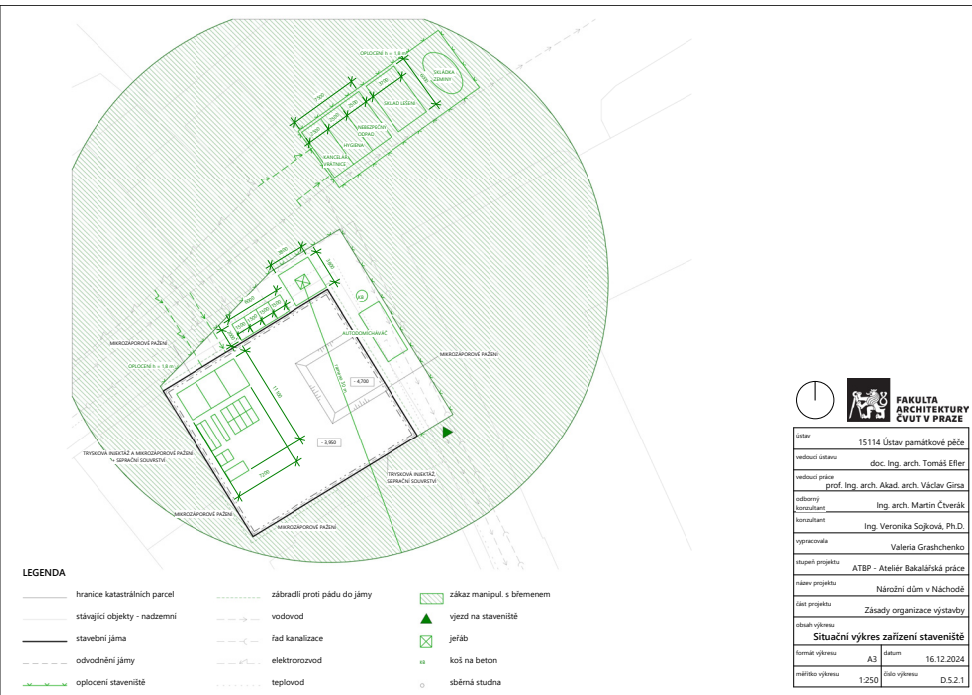 OPLOCENÍ h = 1,8 m
SKLÁDKA
ZEMINY
SKLAD LEŠENÍ
NEBEZPEČNÝ
ODPAD
HYGIENA
KANCELÁŘ
VRÁTNICE
KB
AUTODOMÍCHÁVAČ
MIKROZÁPOROVÉ PAŽENÍ
MIKROZÁPOROVÉ PAŽENÍ
OPLOCENÍ h = 1,8 m
- 4,700
- 3,950
11100
7200
TRYSKOVÁ INJEKTÁŽ A MIKROZÁPOROVÉ PAŽENÍ
+ SEPRAČNÍ SOUVRSTVÍ
TRYSKOVÁ INJEKTÁŽ,
SEPRAČNÍ SOUVRSTVÍ
MIKROZÁPOROVÉ PAŽENÍ
MIKROZÁPOROVÉ PAŽENÍ
LEGENDA
hranice katastrálních parcel
stávající objekty - nadzemní
stavební jáma
odvodnění jámy
oplocení staveniště
zábradlí proti pádu do jámy
vodovod
řad kanalizace
elektrorozvod
teplovod
zákaz manipul. s břemenem
vjezd na staveniště
jeřáb
KB koš na beton
sběrná studna
FAKULTA
ARCHITEKTURY
ČVUT V PRAZE
ústav
15114 Ústav památkové péče
vedoucí ústavu
doc. Ing. arch. Tomáš Efler
vedoucí práce
prof. Ing. arch. Akad. arch. Václav Girsa
odborný
konzultant
Ing. arch. Martin Čtverák
konzultant
Ing. Veronika Sojková, Ph.D.
vypracovala
Valeria Grashchenko
stupeň projektu
ATBP - Ateliér Bakalářská práce
název projektu
Nárožní dům v Náchodě
část projektu
Zásady organizace výstavby
obsah výkresu
Situační výkres zařízení staveniště
formát výkresu
A3
datum
16.12.2024
měřítko výkresu
1:250
číslo výkresu
D.5.2.1